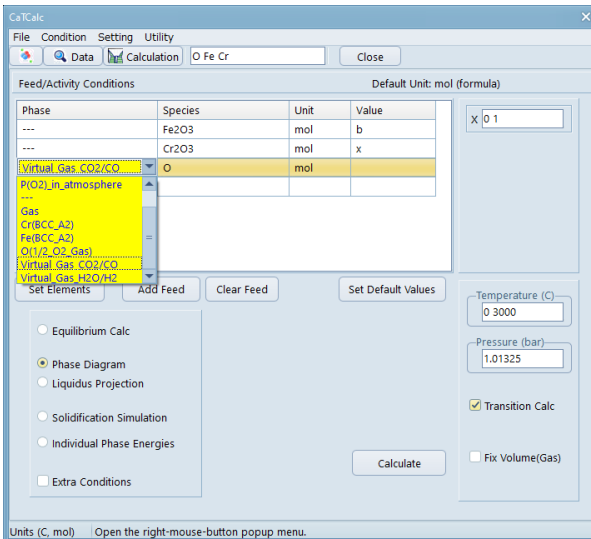 CaTCalc
File Condition Setting Utility
Data Calculation O Fe Cr Close
Feed/Activity Conditions Default Unit: mol (formula)
Phase Species Unit Value
--- Fe2O3 mol b
--- Cr2O3 mol x
Virtual_Gas_CO2/CO O mol
P(O2)_in_atmosphere
---
Gas
Cr(BCC_A2)
Fe(BCC_A2)
O(1/2_O2_Gas)
Virtual_Gas_CO2/CO
Virtual_Gas_H2O/H2
X 0 1
Set Elements Add Feed Clear Feed Set Default Values
Equilibrium Calc
Phase Diagram
Liquidus Projection
Solidification Simulation
Individual Phase Energies
Extra Conditions
Calculate
Temperature (C)
0 3000
Pressure (bar)
1.01325
Transition Calc
Fix Volume(Gas)
Units (C, mol) Open the right-mouse-button popup menu.